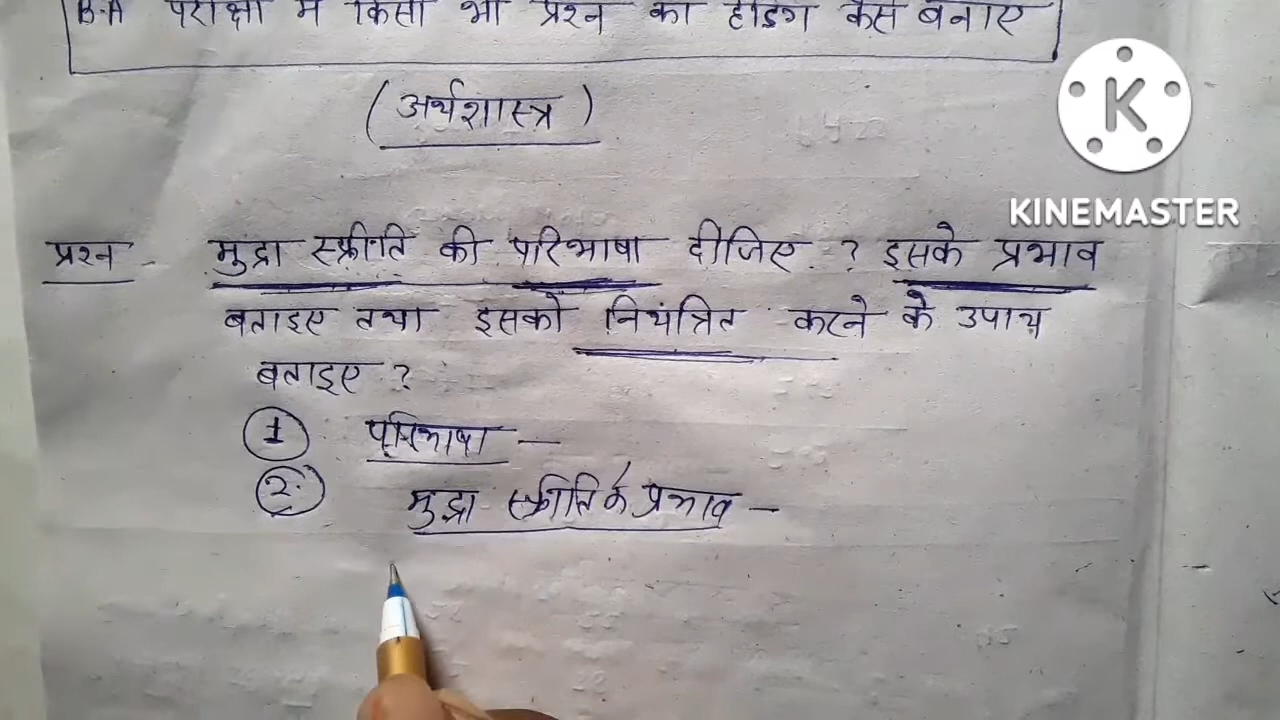 B.A परीक्षा में किसी भी प्रश्न का हेडिंग कैसे बनाए
(अर्थशास्त्र)
K
KINEMASTER
प्रश्न - मुद्रा स्फीति की परिभाषा दीजिए ? इसके प्रभाव
बताइए तथा इसको नियंत्रित करने के उपाय
बताइए ?
1 परिभाषा —
2. मुद्रा स्फीति के प्रभाव —